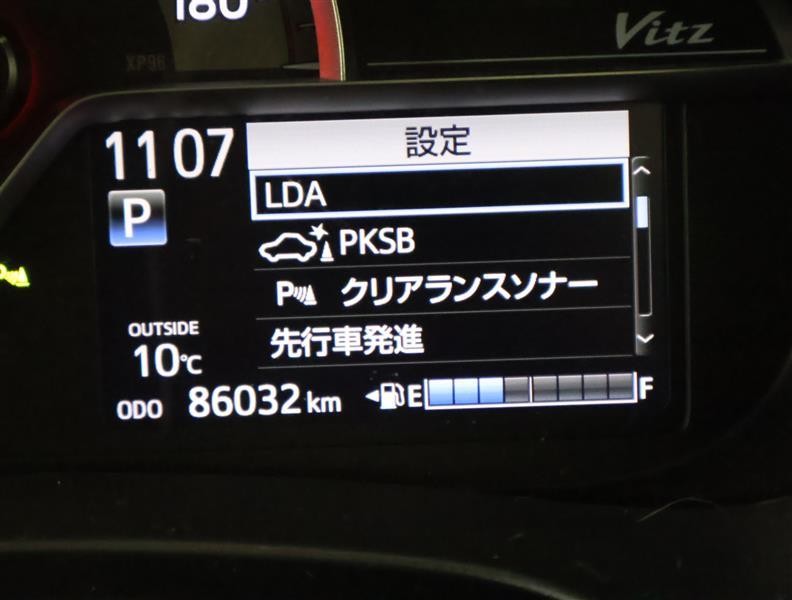 180
Vitz
XP96
11 07
設定
P
LDA
PKSB
P クリアランスソナー
先行車発進
OUTSIDE
10℃
ODO 86032 km
E F